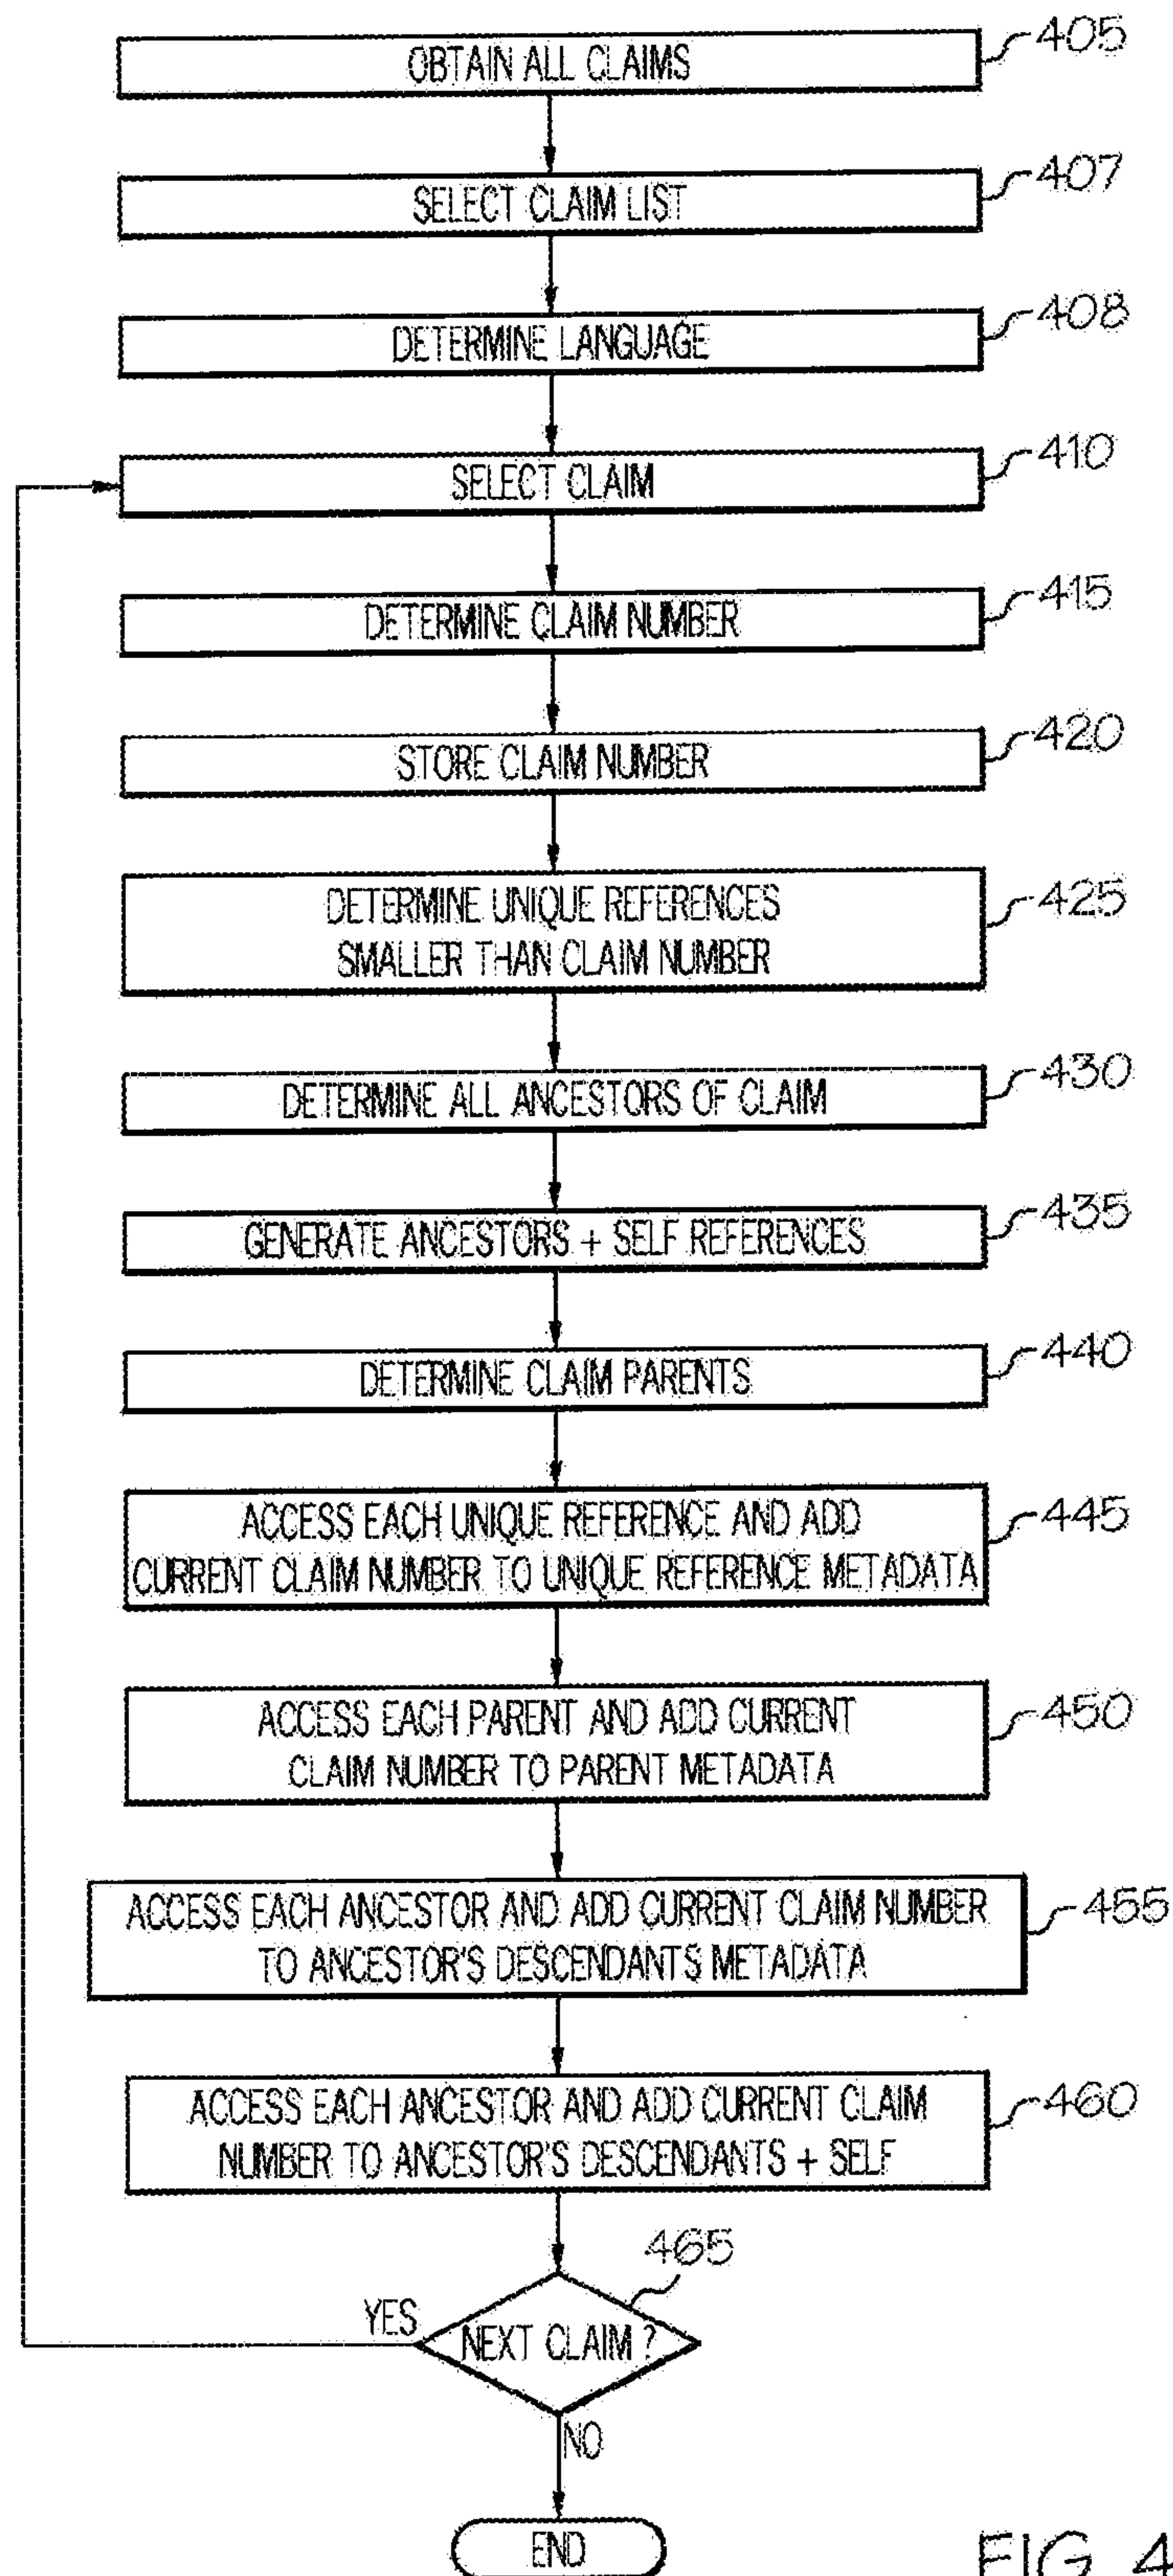 OBTAIN ALL CLAIMS
405
SELECT CLAIM LIST
407
DETERMINE LANGUAGE
408
SELECT CLAIM
410
DETERMINE CLAIM NUMBER
415
STORE CLAIM NUMBER
420
DETERMINE UNIQUE REFERENCES
SMALLER THAN CLAIM NUMBER
425
DETERMINE ALL ANCESTORS OF CLAIM
430
GENERATE ANCESTORS + SELF REFERENCES
435
DETERMINE CLAIM PARENTS
440
ACCESS EACH UNIQUE REFERENCE AND ADD
CURRENT CLAIM NUMBER TO UNIQUE REFERENCE METADATA
445
ACCESS EACH PARENT AND ADD CURRENT
CLAIM NUMBER TO PARENT METADATA
450
ACCESS EACH ANCESTOR AND ADD CURRENT CLAIM NUMBER
TO ANCESTOR'S DESCENDANTS METADATA
455
ACCESS EACH ANCESTOR AND ADD CURRENT CLAIM
NUMBER TO ANCESTOR'S DESCENDANTS + SELF
460
465
YES
NEXT CLAIM ?
NO
END
FIG. 4